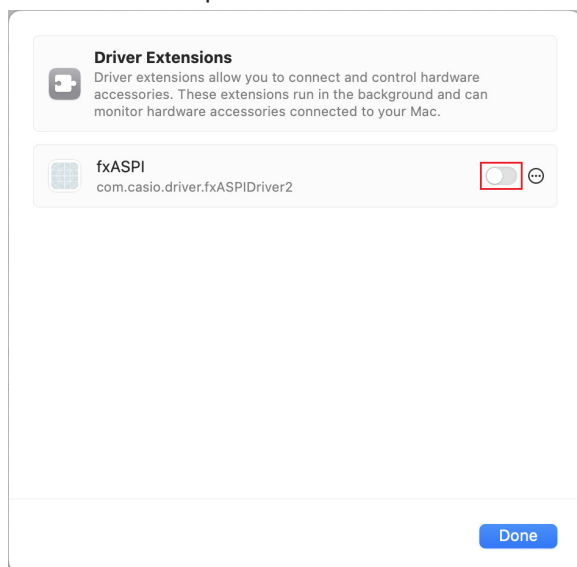 Driver Extensions
Driver extensions allow you to connect and control hardware
accessories. These extensions run in the background and can
monitor hardware accessories connected to your Mac.
fxASPI
com.casio.driver.fxASPIDriver2
Done